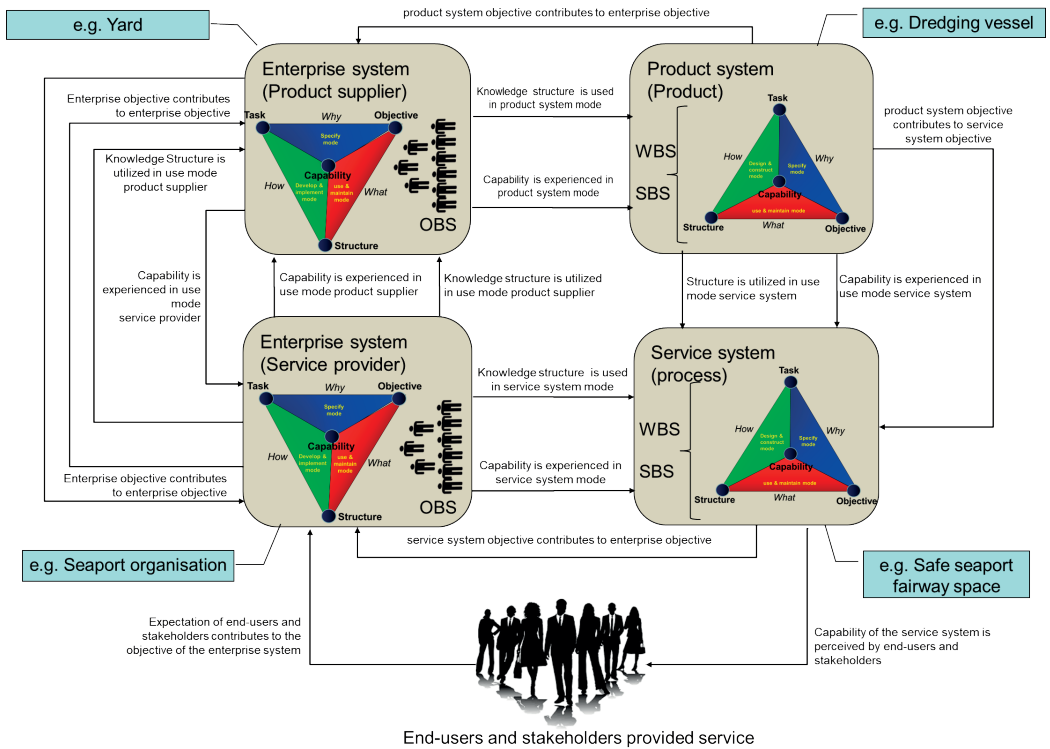 product system objective contributes to enterprise objective
e.g. Yard
e.g. Dredging vessel
Enterprise system
(Product supplier)
Task
Why
Objective
Specify
mode
Capability
How
Develop &
implement
mode
use &
maintain
mode
What
Structure
OBS
Knowledge structure is used
in product system mode
Capability is experienced in
product system mode
Product system
(Product)
WBS
SBS
Task
How
Why
Design &
construct
mode
Specify
mode
Capability
use & maintain mode
Structure
What
Objective
product system objective
contributes to service
system objective
Enterprise objective contributes
to enterprise objective
Knowledge Structure is
utilized in use mode
product supplier
Capability is
experienced in use
mode
service provider
Capability is experienced in
use mode product supplier
Knowledge structure is utilized
in use mode product supplier
Structure is utilized in use
mode service system
Capability is experienced in
use mode service system
Enterprise system
(Service provider)
Task
Why
Objective
Specify
mode
Capability
How
Develop &
implement
mode
use &
maintain
mode
What
Structure
OBS
Knowledge structure is used
in service system mode
Capability is experienced in
service system mode
Service system
(process)
WBS
SBS
Task
How
Why
Design &
construct
mode
Specify
mode
Capability
use & maintain mode
Structure
What
Objective
Enterprise objective contributes
to enterprise objective
service system objective contributes to enterprise objective
e.g. Seaport organisation
e.g. Safe seaport
fairway space
Expectation of end-users and
stakeholders contributes to the
objective of the enterprise system
Capability of the service system is
perceived by end-users and
stakeholders
End-users and stakeholders provided service